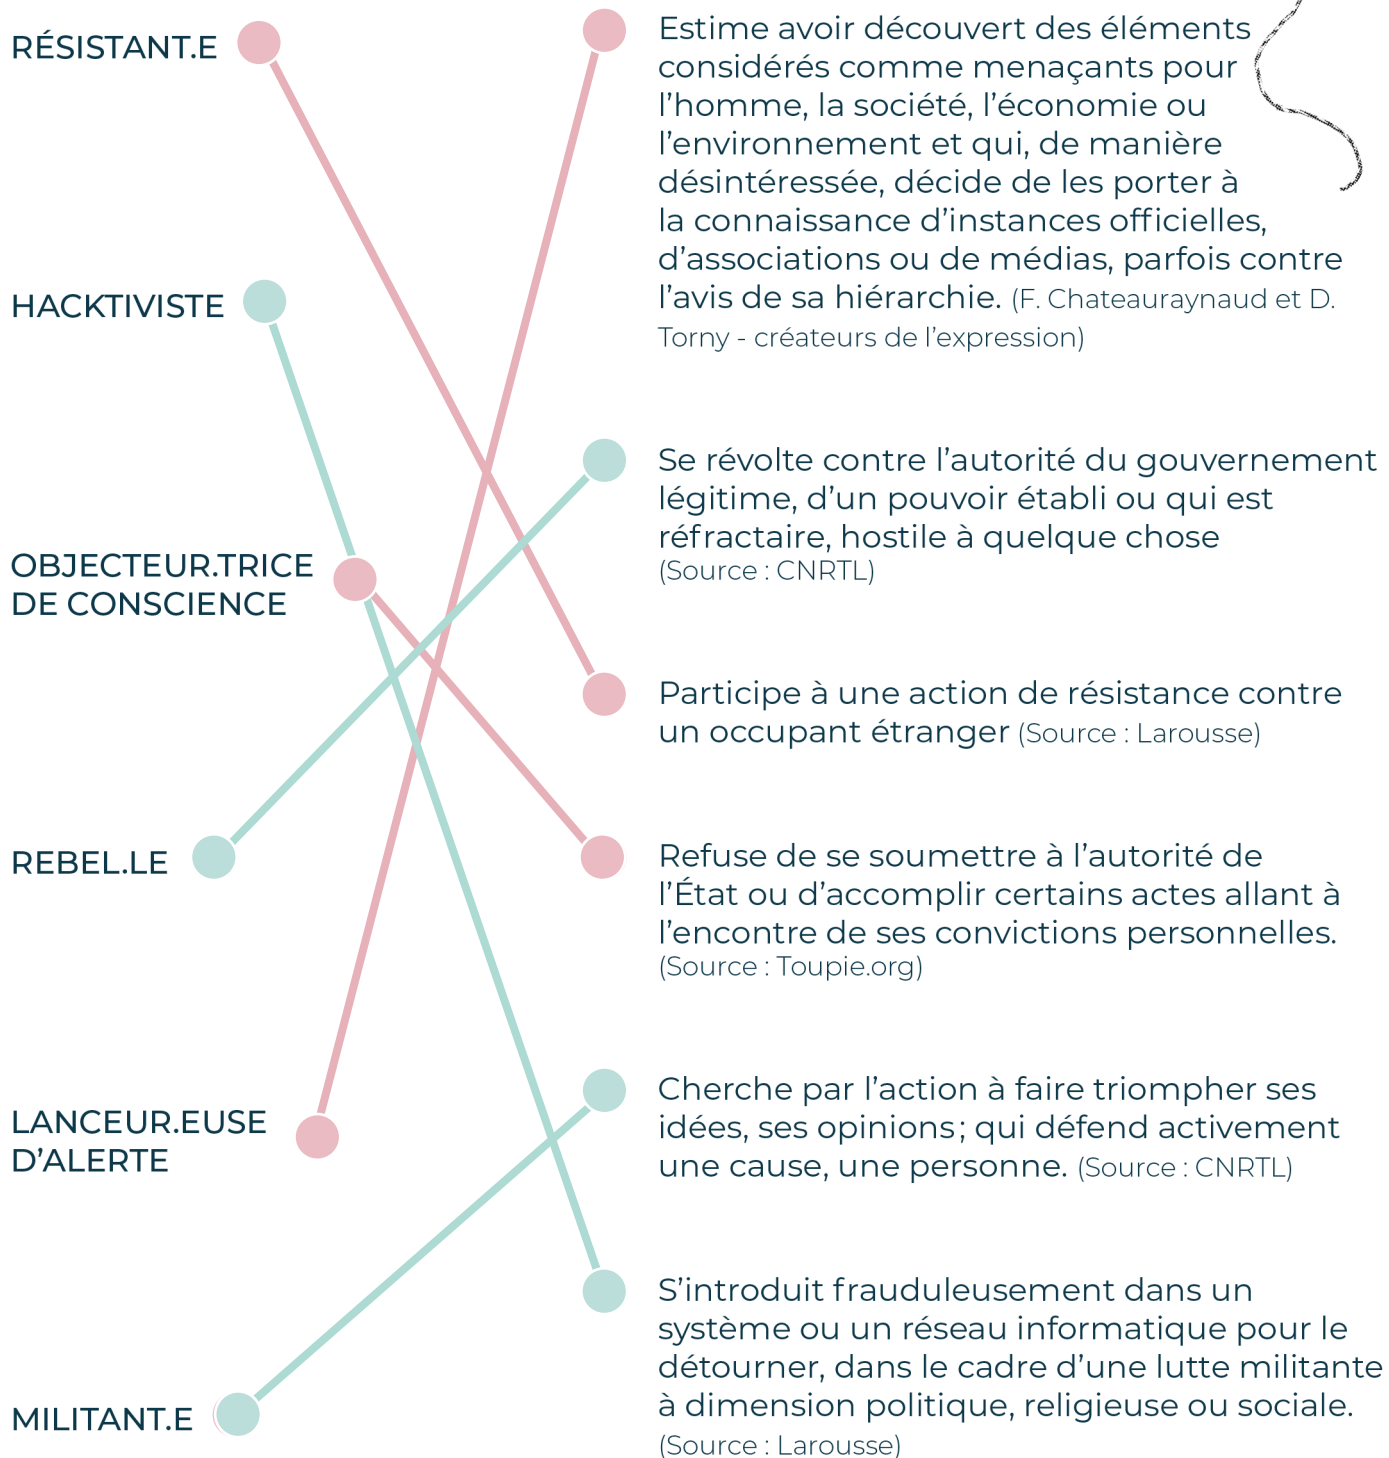 RÉSISTANT.E
HACKTIVISTE
OBJECTEUR.TRICE
DE CONSCIENCE
REBEL.LE
LANCEUR.EUSE
D’ALERTE
MILITANT.E
Estime avoir découvert des éléments
considérés comme menaçants pour
l’homme, la société, l’économie ou
l’environnement et qui, de manière
désintéressée, décide de les porter à
la connaissance d’instances officielles,
d’associations ou de médias, parfois contre
l’avis de sa hiérarchie. (F. Chateauraynaud et D.
Torny - créateurs de l’expression)
Se révolte contre l’autorité du gouvernement
légitime, d’un pouvoir établi ou qui est
réfractaire, hostile à quelque chose
(Source : CNRTL)
Participe à une action de résistance contre
un occupant étranger (Source : Larousse)
Refuse de se soumettre à l’autorité de
l’État ou d’accomplir certains actes allant à
l’encontre de ses convictions personnelles.
(Source : Toupie.org)
Cherche par l’action à faire triompher ses
idées, ses opinions ; qui défend activement
une cause, une personne. (Source : CNRTL)
S’introduit frauduleusement dans un
système ou un réseau informatique pour le
détourner, dans le cadre d’une lutte militante
à dimension politique, religieuse ou sociale.
(Source : Larousse)